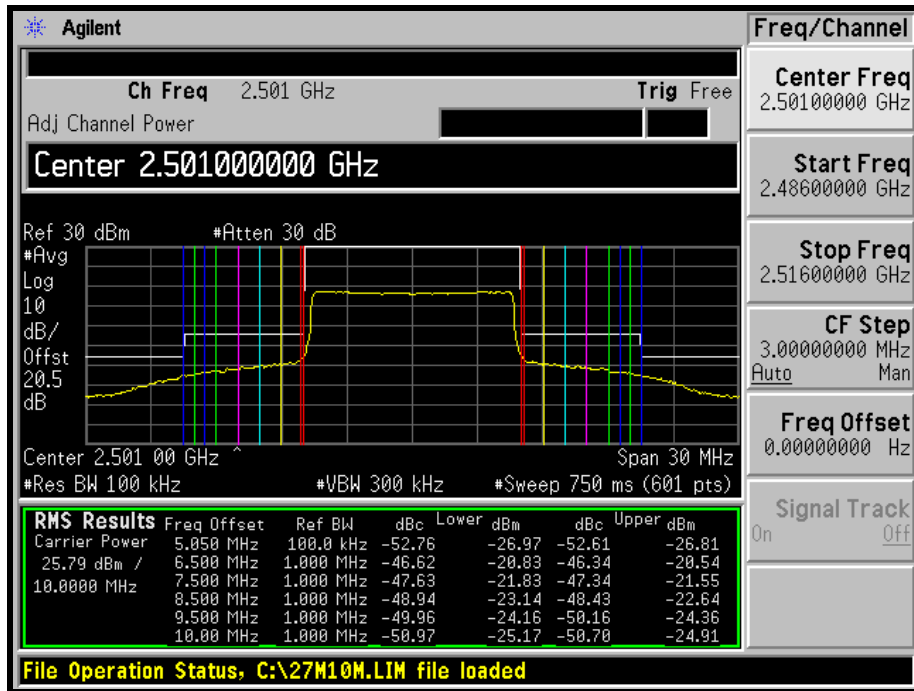 Agilent
Freq/Channel
Ch Freq 2.501 GHz Trig Free
Adj Channel Power
Center 2.501000000 GHz
Center Freq
2.50100000 GHz
Start Freq
2.48600000 GHz
Stop Freq
2.51600000 GHz
CF Step
3.00000000 MHz
Auto Man
Freq Offset
0.00000000 Hz
Signal Track
On Off
Ref 30 dBm #Atten 30 dB
#Avg
Log
10
dB/
Offst
20.5
dB
Center 2.501 00 GHz ^ Span 30 MHz
#Res BW 100 kHz #VBW 300 kHz #Sweep 750 ms (601 pts)
RMS Results Freq Offset Ref BW dBc Lower dBm dBc Upper dBm
Carrier Power 5.050 MHz 100.0 kHz -52.76 -26.97 -52.61 -26.81
25.79 dBm / 6.500 MHz 1.000 MHz -46.62 -20.83 -46.34 -20.54
10.0000 MHz 7.500 MHz 1.000 MHz -47.63 -21.83 -47.34 -21.55
8.500 MHz 1.000 MHz -48.94 -23.14 -48.43 -22.64
9.500 MHz 1.000 MHz -49.96 -24.16 -50.16 -24.36
10.00 MHz 1.000 MHz -50.97 -25.17 -50.70 -24.91
File Operation Status, C:\27M10M.LIM file loaded